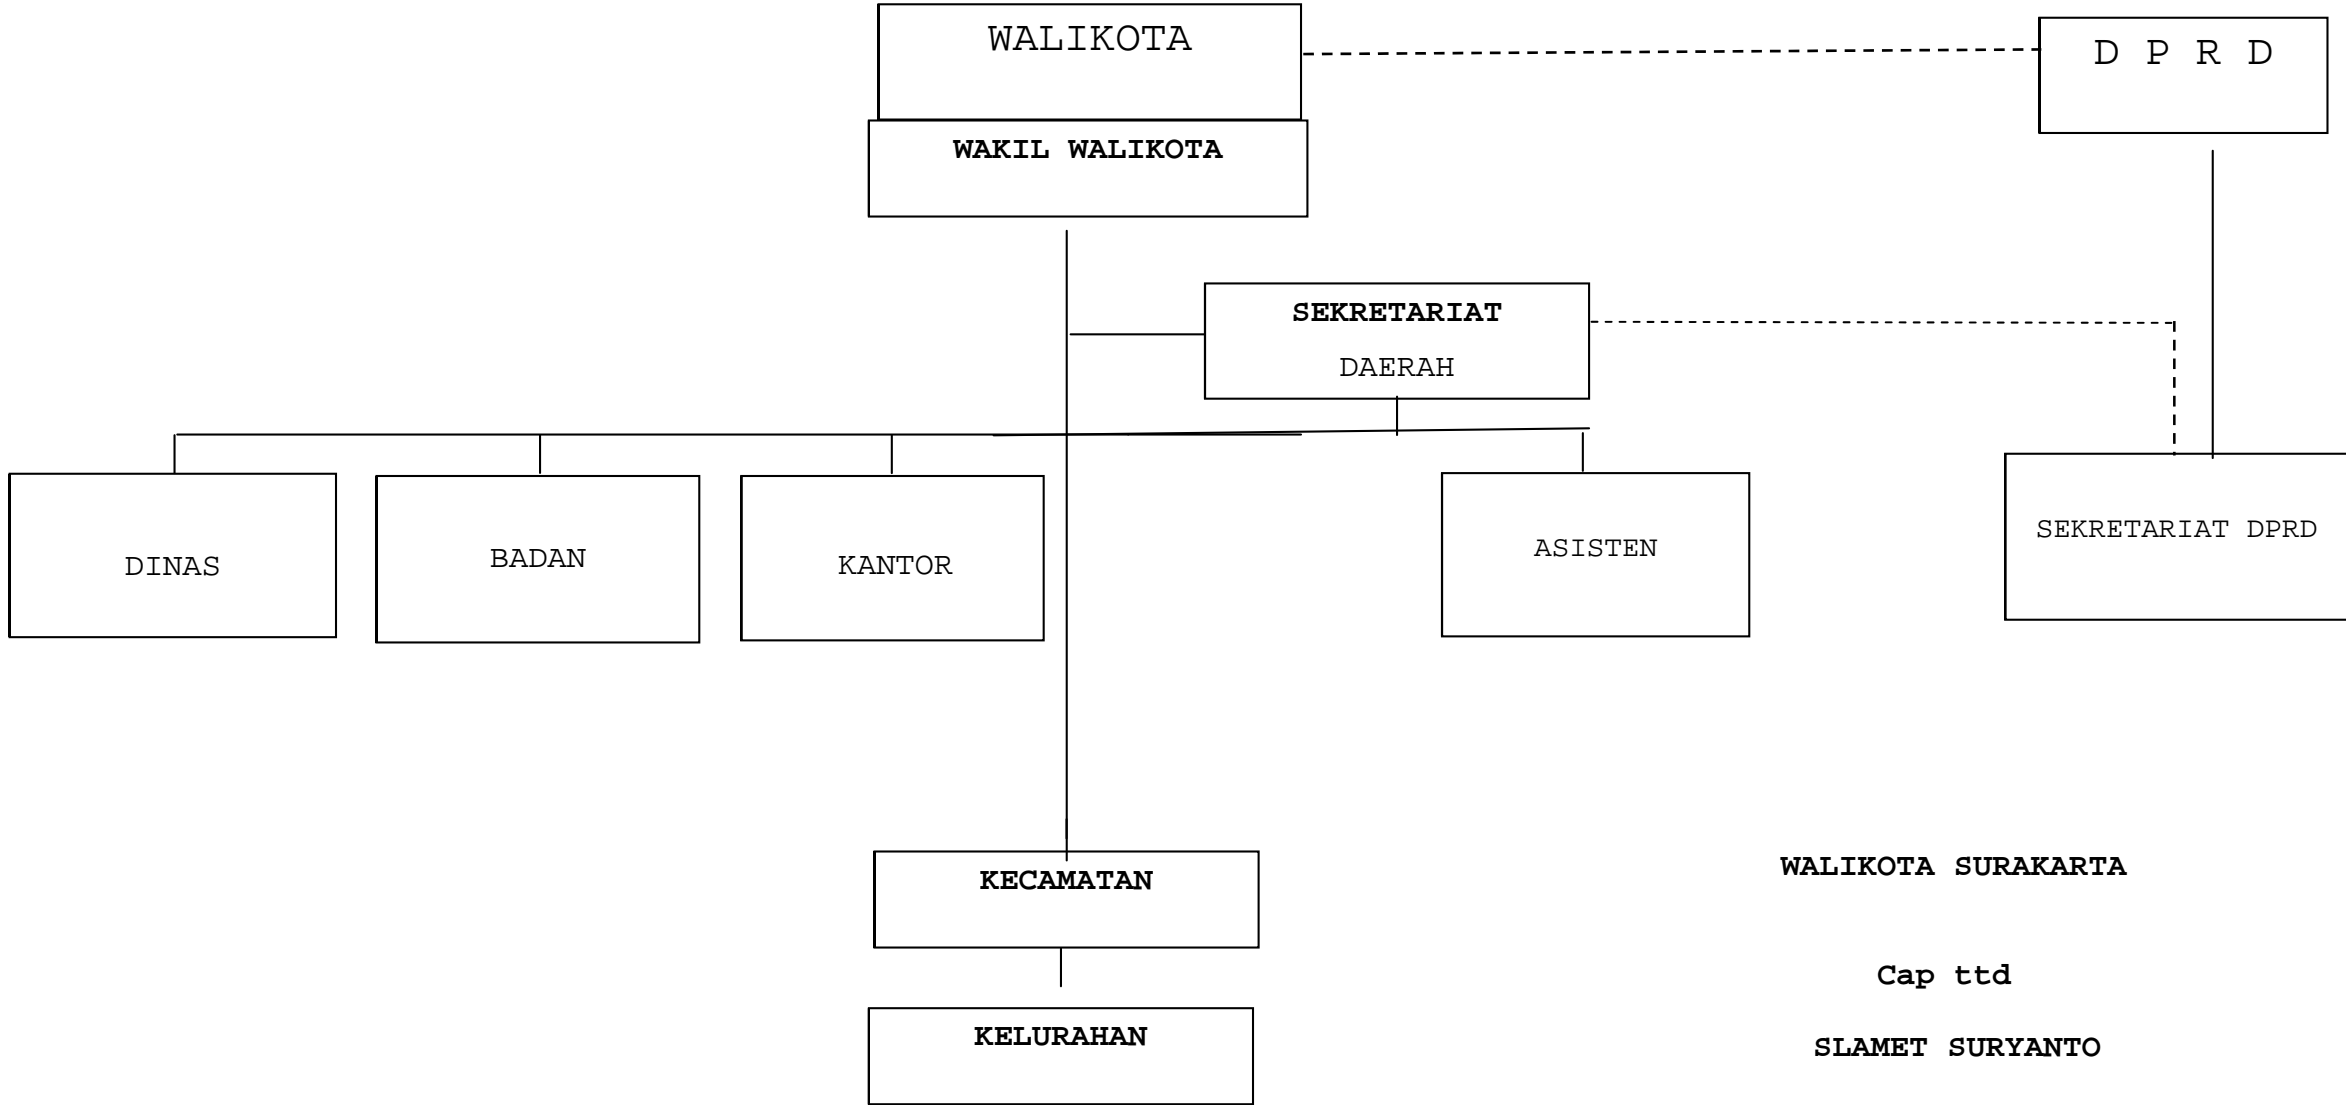 WALIKOTA
D P R D
WAKIL WALIKOTA
SEKRETARIAT
DAERAH
DINAS
BADAN
KANTOR
ASISTEN
SEKRETARIAT DPRD
KECAMATAN
KELURAHAN
WALIKOTA SURAKARTA
Cap ttd
SLAMET SURYANTO